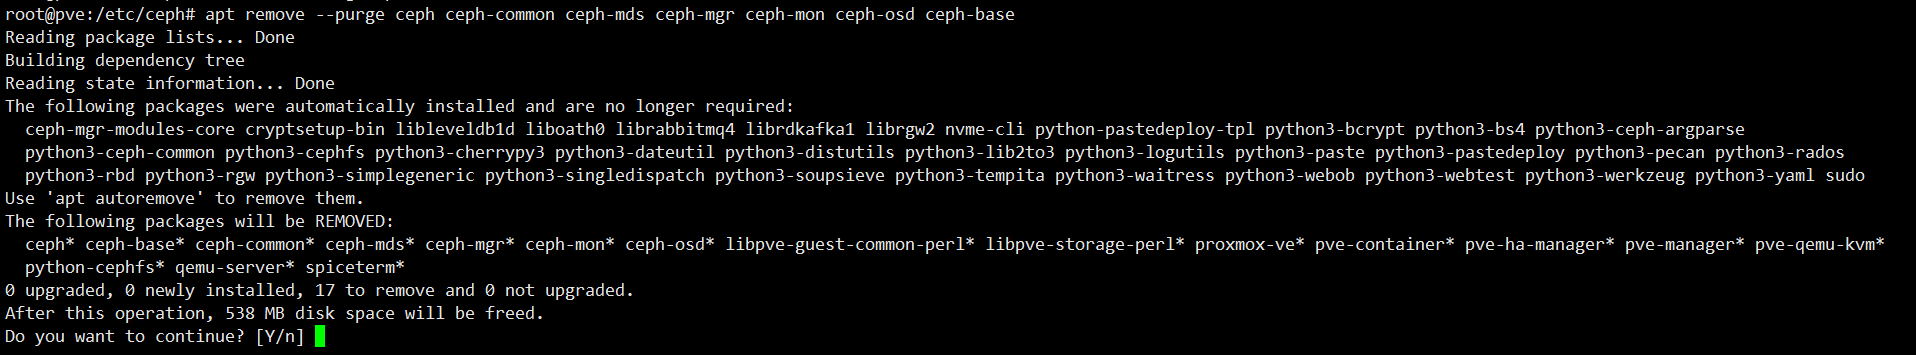 root@pve:/etc/ceph# apt remove --purge ceph ceph-common ceph-mds ceph-mgr ceph-mon ceph-osd ceph-base
Reading package lists... Done
Building dependency tree
Reading state information... Done
The following packages were automatically installed and are no longer required:
  ceph-mgr-modules-core cryptsetup-bin libleveldb1d liboath0 librabbitmq4 librdkafka1 librgw2 nvme-cli python-pastedeploy-tpl python3-bcrypt python3-bs4 python3-ceph-argparse
  python3-ceph-common python3-cephfs python3-cherrypy3 python3-dateutil python3-distutils python3-lib2to3 python3-logutils python3-paste python3-pastedeploy python3-pecan python3-rados
  python3-rbd python3-rgw python3-simplegeneric python3-singledispatch python3-soupsieve python3-tempita python3-waitress python3-webob python3-webtest python3-werkzeug python3-yaml sudo
Use 'apt autoremove' to remove them.
The following packages will be REMOVED:
  ceph* ceph-base* ceph-common* ceph-mds* ceph-mgr* ceph-mon* ceph-osd* libpve-guest-common-perl* libpve-storage-perl* proxmox-ve* pve-container* pve-ha-manager* pve-manager* pve-qemu-kvm*
  python-cephfs* qemu-server* spiceterm*
0 upgraded, 0 newly installed, 17 to remove and 0 not upgraded.
After this operation, 538 MB disk space will be freed.
Do you want to continue? [Y/n]